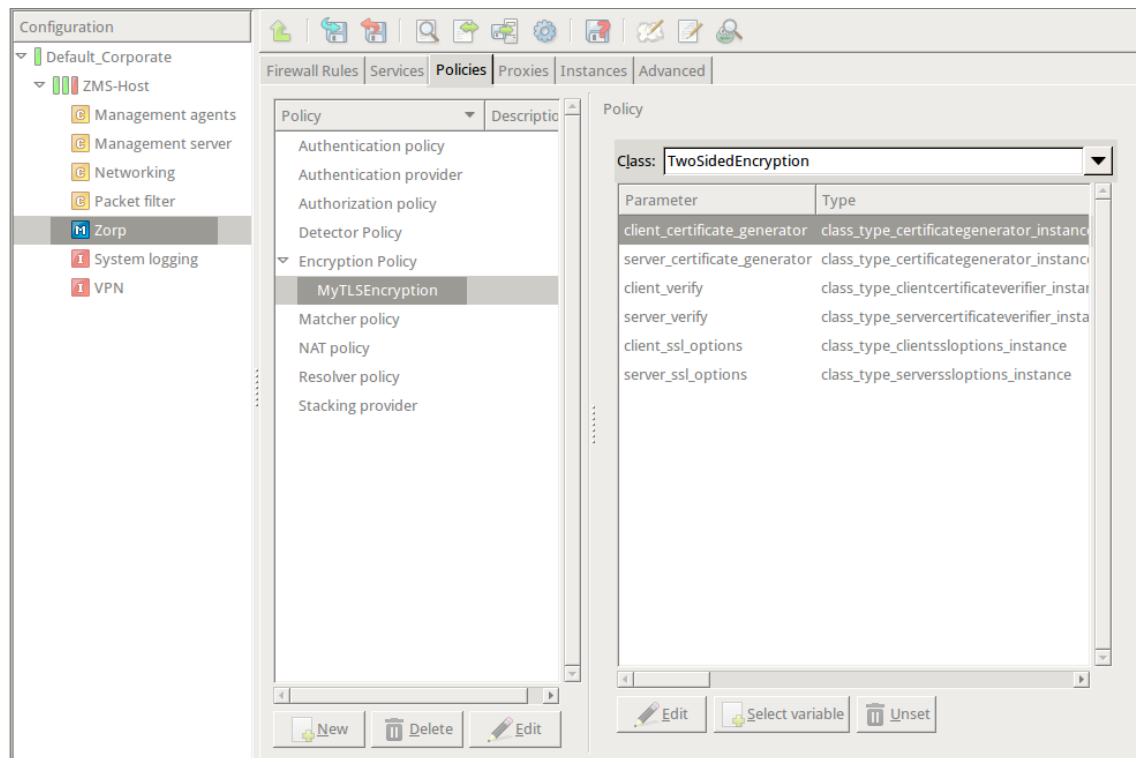 Configuration
Default_Corporate
ZMS-Host
C Management agents
C Management server
C Networking
C Packet filter
M Zorp
I System logging
I VPN
Firewall Rules Services Policies Proxies Instances Advanced
Policy Descriptio
Authentication policy
Authentication provider
Authorization policy
Detector Policy
Encryption Policy
MyTLSEncryption
Matcher policy
NAT policy
Resolver policy
Stacking provider
New Delete Edit
Policy
Class: TwoSidedEncryption
Parameter Type
client_certificate_generator class_type_certificategenerator_instance
server_certificate_generator class_type_certificategenerator_instance
client_verify class_type_clientcertificateverifier_instan
server_verify class_type_servercertificateverifier_insta
client_ssl_options class_type_clientssloptions_instance
server_ssl_options class_type_serverssloptions_instance
Edit Select variable Unset